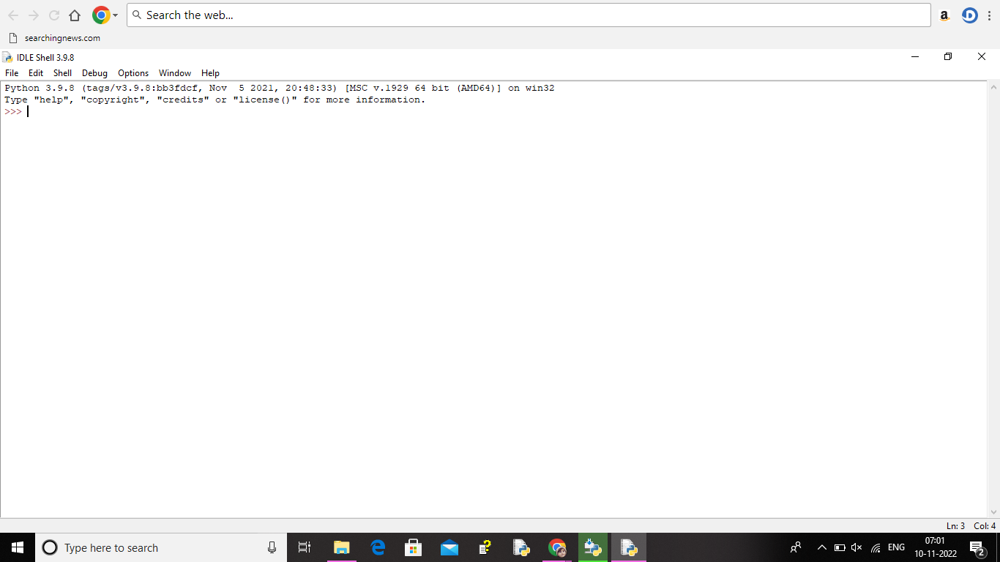 Search the web...
searchingnews.com
IDLE Shell 3.9.8
File Edit Shell Debug Options Window Help
Python 3.9.8 (tags/v3.9.8:bb3fdcf, Nov  5 2021, 20:48:33) [MSC v.1929 64 bit (AMD64)] on win32
Type "help", "copyright", "credits" or "license()" for more information.
>>>
Ln: 3 Col: 4
Type here to search
ENG
07:01
10-11-2022
2